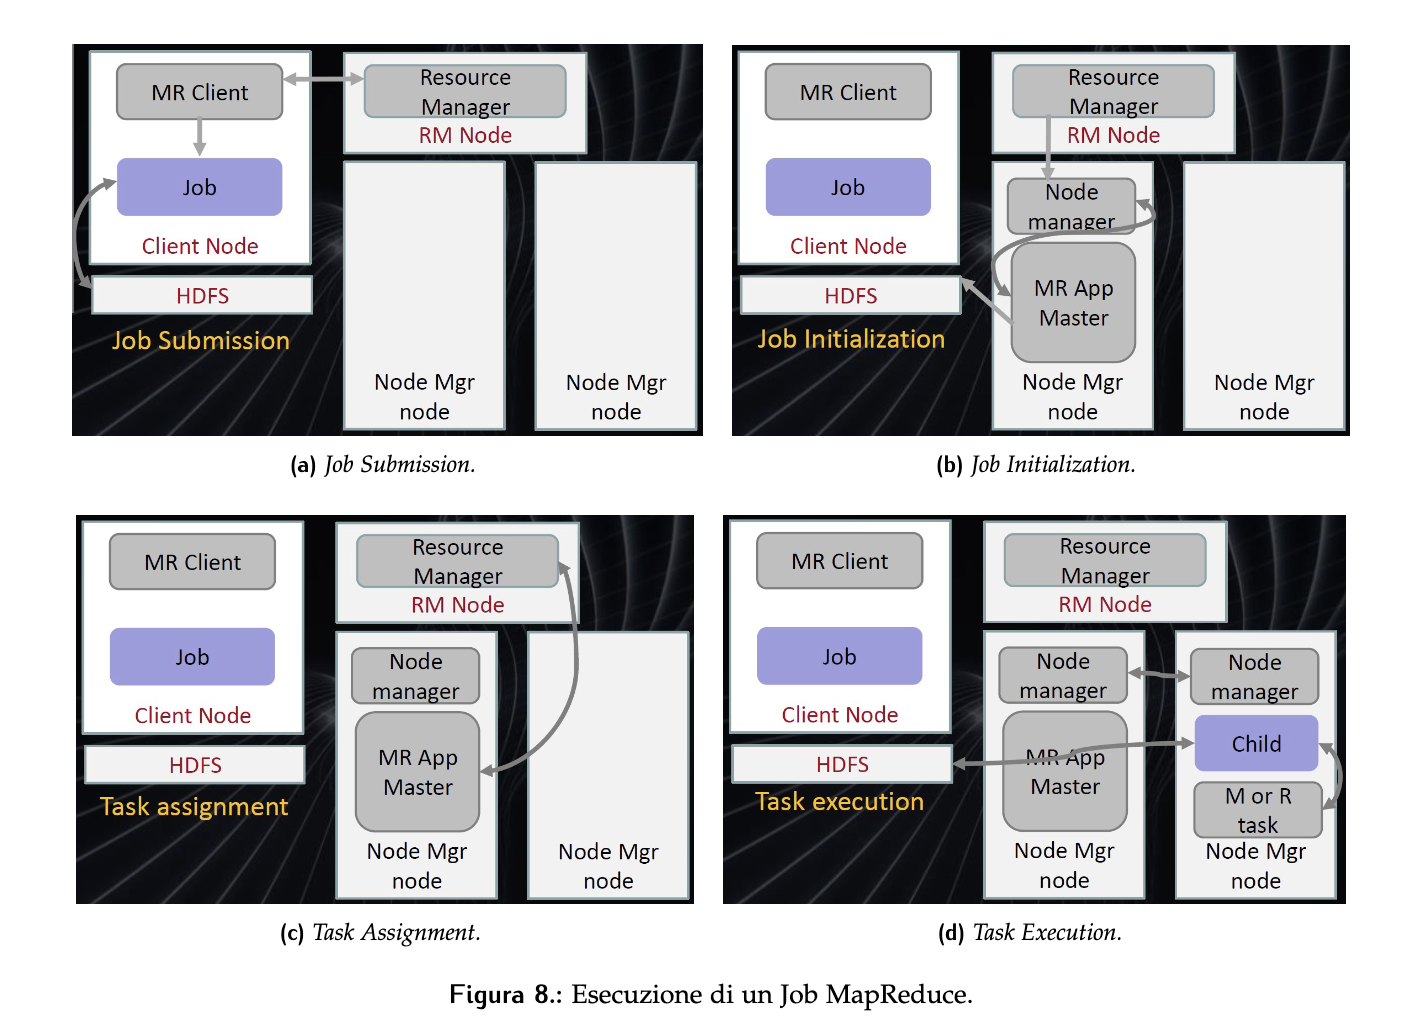 MR Client
Resource
Manager
RM Node
Job
Client Node
HDFS
Job Submission
Node Mgr
node
Node Mgr
node
(a) Job Submission.
MR Client
Resource
Manager
RM Node
Job
Client Node
HDFS
Job Initialization
Node
manager
MR App
Master
Node Mgr
node
Node Mgr
node
(b) Job Initialization.
MR Client
Resource
Manager
RM Node
Job
Client Node
HDFS
Task assignment
Node
manager
MR App
Master
Node Mgr
node
Node Mgr
node
(c) Task Assignment.
MR Client
Resource
Manager
RM Node
Job
Client Node
HDFS
Task execution
Node
manager
MR App
Master
Node Mgr
node
Node
manager
Child
M or R
task
Node Mgr
node
(d) Task Execution.
Figura 8.: Esecuzione di un Job MapReduce.